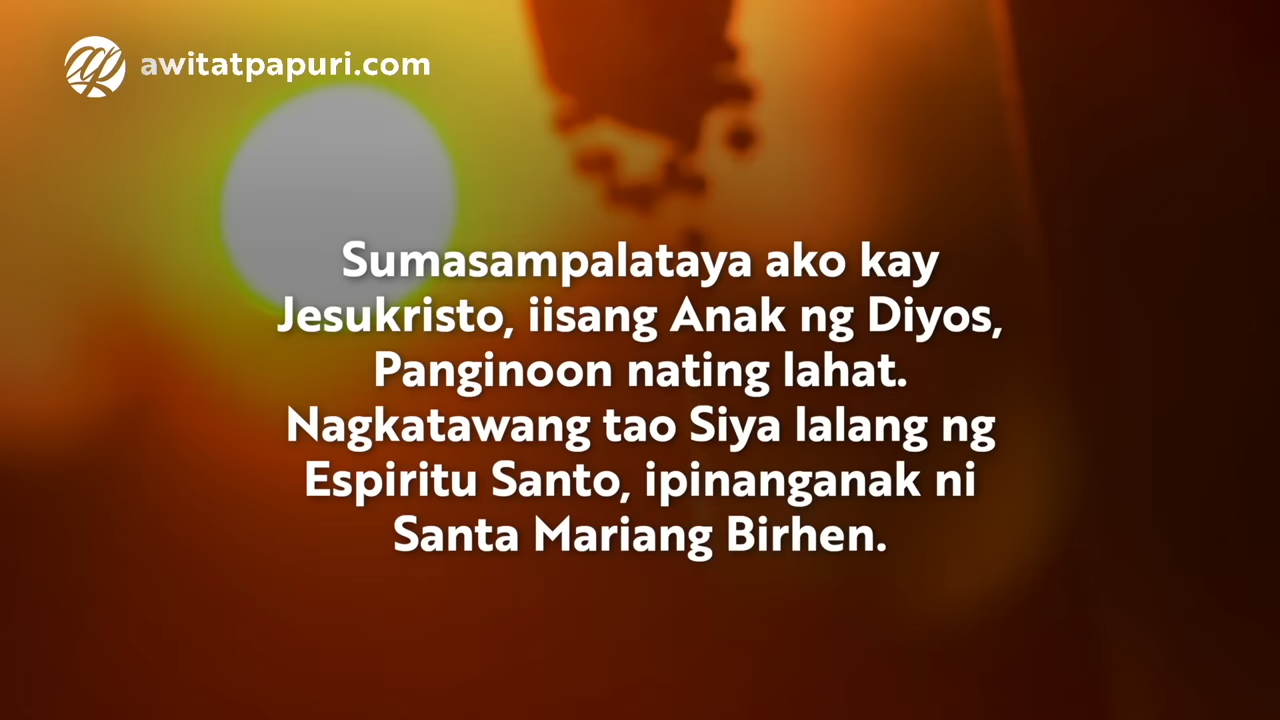 awitatpapuri.com
Sumasampalataya ako kay
Jesukristo, iisang Anak ng Diyos,
Panginoon nating lahat.
Nagkatawang tao Siya lalang ng
Espiritu Santo, ipinanganak ni
Santa Mariang Birhen.